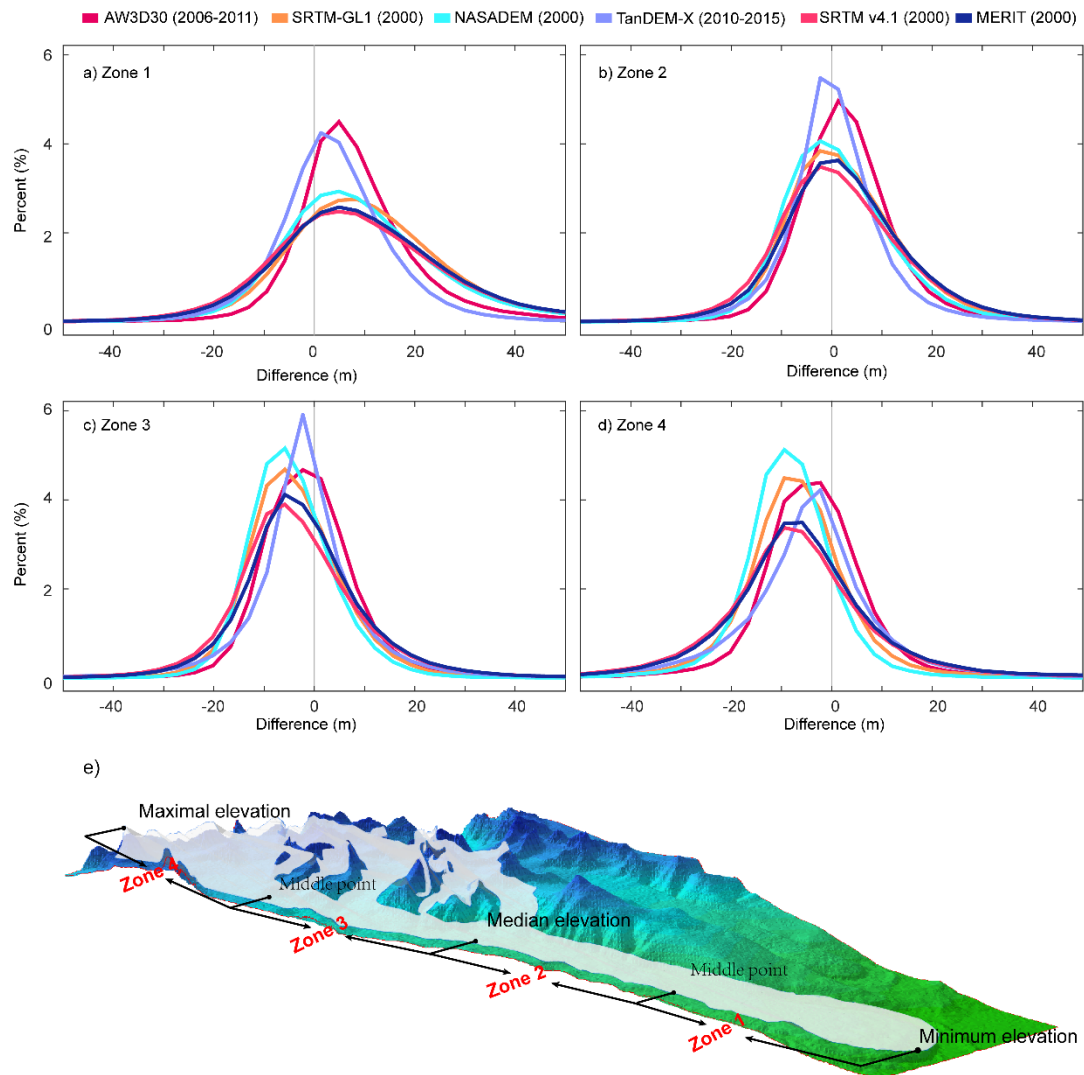 AW3D30 (2006-2011) SRTM-GL1 (2000) NASADEM (2000) TanDEM-X (2010-2015) SRTM v4.1 (2000) MERIT (2000)
a) Zone 1
6
4
2
0
Percent (%)
-40 -20 0 20 40
Difference (m)
b) Zone 2
-40 -20 0 20 40
Difference (m)
c) Zone 3
6
4
2
0
Percent (%)
-40 -20 0 20 40
Difference (m)
d) Zone 4
-40 -20 0 20 40
Difference (m)
e)
Maximal elevation
Zone 4
Middle point
Zone 3
Median elevation
Zone 2
Middle point
Zone 1
Minimum elevation